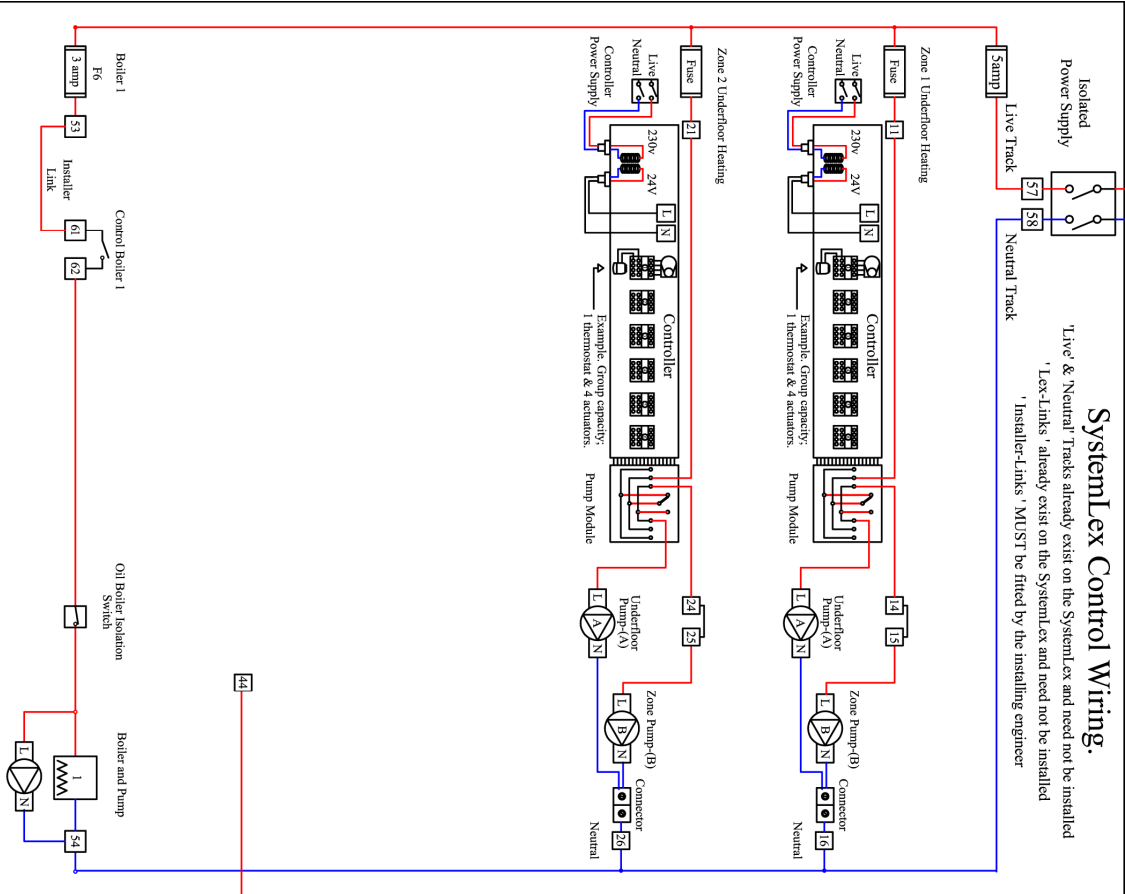 SystemLex Control Wiring.
'Live' & 'Neutral' Tracks already exist on the SystemLex and need not be installed
' Lex-Links ' already exist on the SystemLex and need not be installed
' Installer-Links ' MUST be fitted by the installing engineer
Isolated
Power Supply
5amp
Live Track
57
58
Neutral Track
Zone 1 Underfloor Heating
Fuse
11
Live
Neutral
Controller
Power Supply
230v
24V
L
N
Controller
Example. Group capacity;
1 thermostat & 4 actuators.
Pump Module
14
15
Underfloor
Pump-(A)
L
A
N
Zone Pump-(B)
L
B
N
Connector
16
Neutral
Zone 2 Underfloor Heating
Fuse
21
Live
Neutral
Controller
Power Supply
230v
24V
L
N
Controller
Example. Group capacity;
1 thermostat & 4 actuators.
Pump Module
24
25
Underfloor
Pump-(A)
L
A
N
Zone Pump-(B)
L
B
N
Connector
26
Neutral
44
Boiler 1
F6
3 amp
53
Installer
Link
61
62
Control Boiler 1
Oil Boiler Isolation
Switch
Boiler and Pump
1
L
N
54